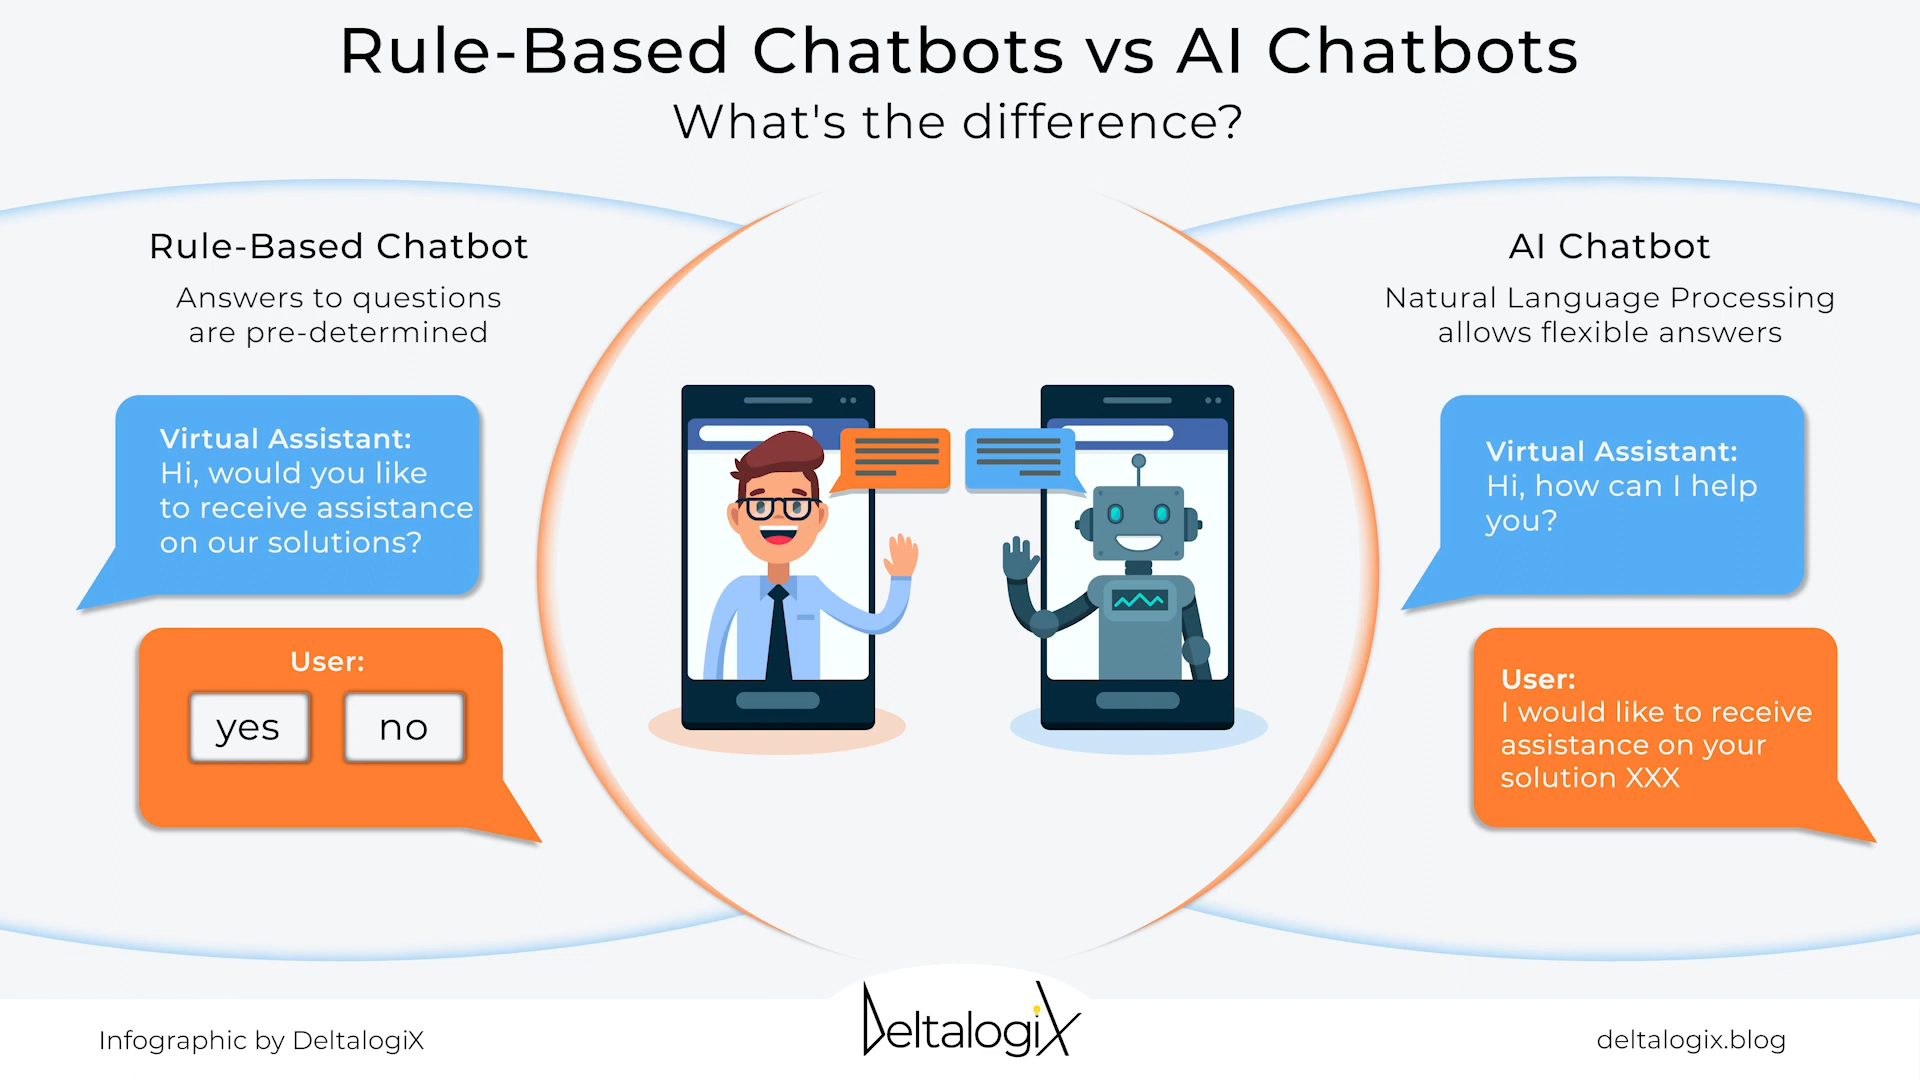 Rule-Based Chatbots vs AI Chatbots
What's the difference?
Rule-Based Chatbot
Answers to questions
are pre-determined
Virtual Assistant:
Hi, would you like
to receive assistance
on our solutions?
User:
yes
no
AI Chatbot
Natural Language Processing
allows flexible answers
Virtual Assistant:
Hi, how can I help
you?
User:
I would like to receive
assistance on your
solution XXX
Infographic by DeltalogiX
DeltalogiX
deltalogix.blog